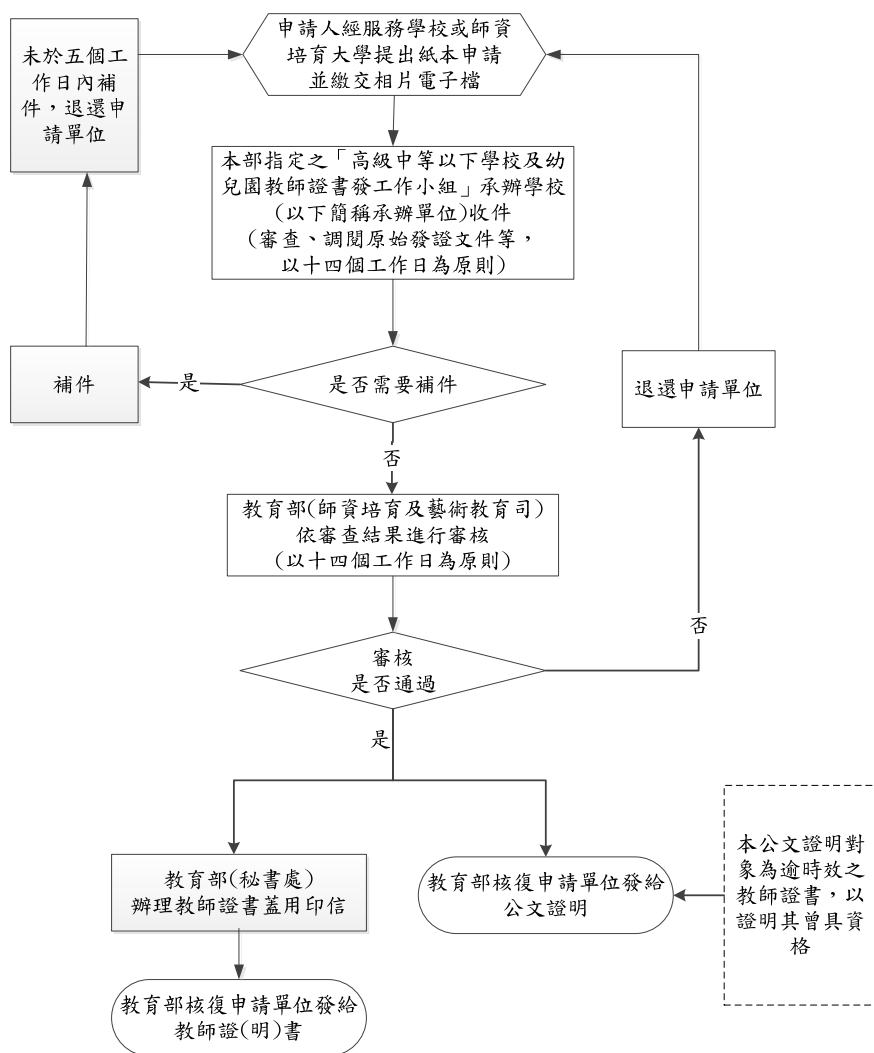 申請人經服務學校或師資
培育大學提出紙本申請
並繳交相片電子檔
未於五個工
作日內補
件，退還申
請單位
本部指定之「高級中等以下學校及幼
兒園教師證書發工作小組」承辦學校
(以下簡稱承辦單位)收件
(審查、調閱原始發證文件等，
以十四個工作日為原則)
補件
是
是否需要補件
退還申請單位
否
教育部(師資培育及藝術教育司)
依審查結果進行審核
(以十四個工作日為原則)
否
審核
是否通過
是
教育部(秘書處)
辦理教師證書蓋用印信
教育部核復申請單位發給
公文證明
本公文證明對
象為逾時效之
教師證書，以
證明其曾具資
格
教育部核復申請單位發給
教師證(明)書